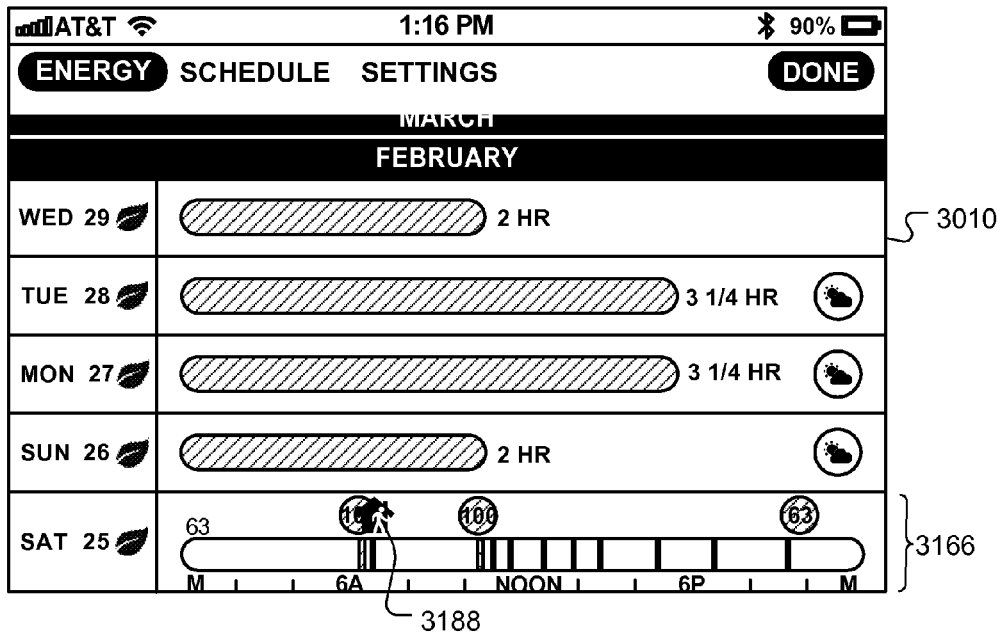 AT&T 1:16 PM 90%
ENERGY SCHEDULE SETTINGS DONE
MARCH
FEBRUARY
WED 29 2 HR
3010
TUE 28 3 1/4 HR
MON 27 3 1/4 HR
SUN 26 2 HR
SAT 25 63 100 63
3166
M 6A NOON 6P M
3188